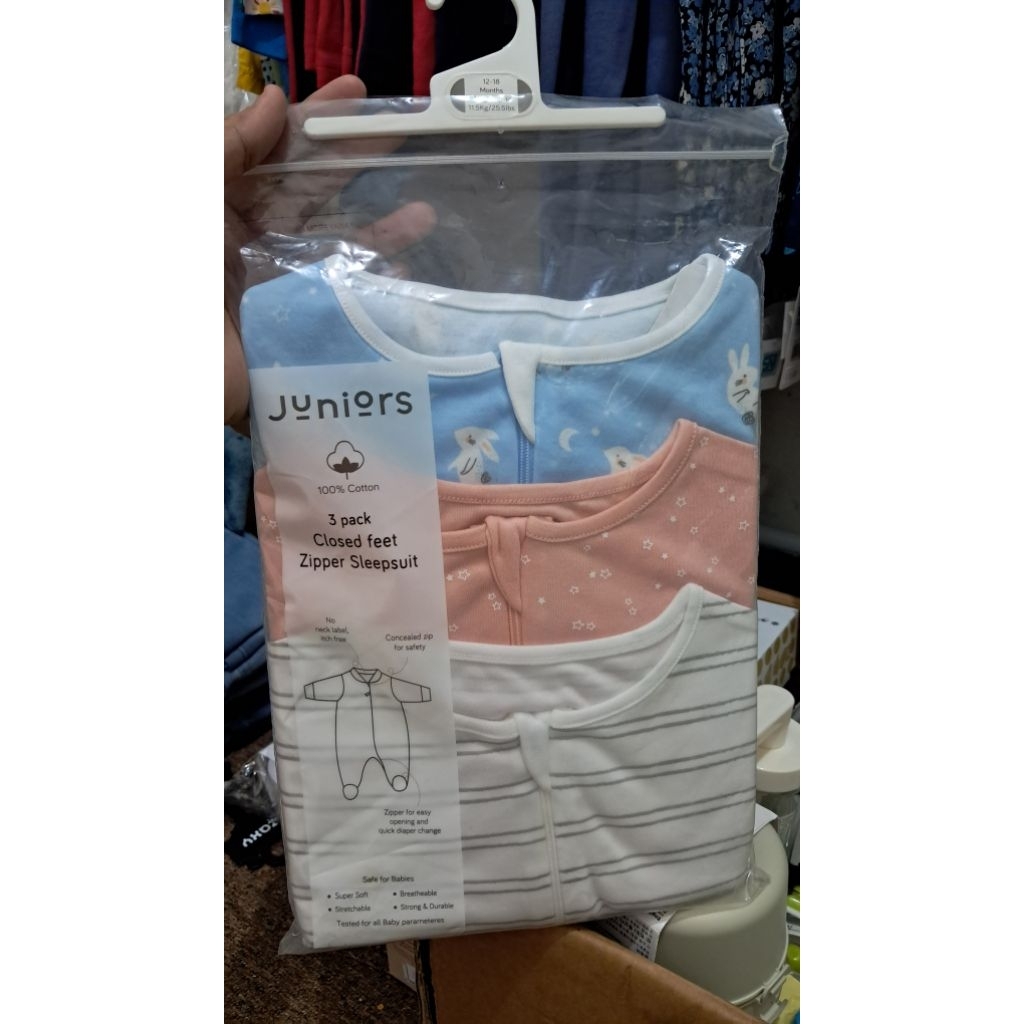 12-18
Months
11.5Kg/25.5lbs.
Juniors
100% Cotton
3 pack
Closed feet
Zipper Sleepsuit
No
neck label,
itch free
Concealed zip
for safety
Zipper for easy
opening and
quick diaper change
Safe for Babies
• Super Soft
• Breatheable
• Stretchable
• Strong & Durable
Tested for all Baby parameteres